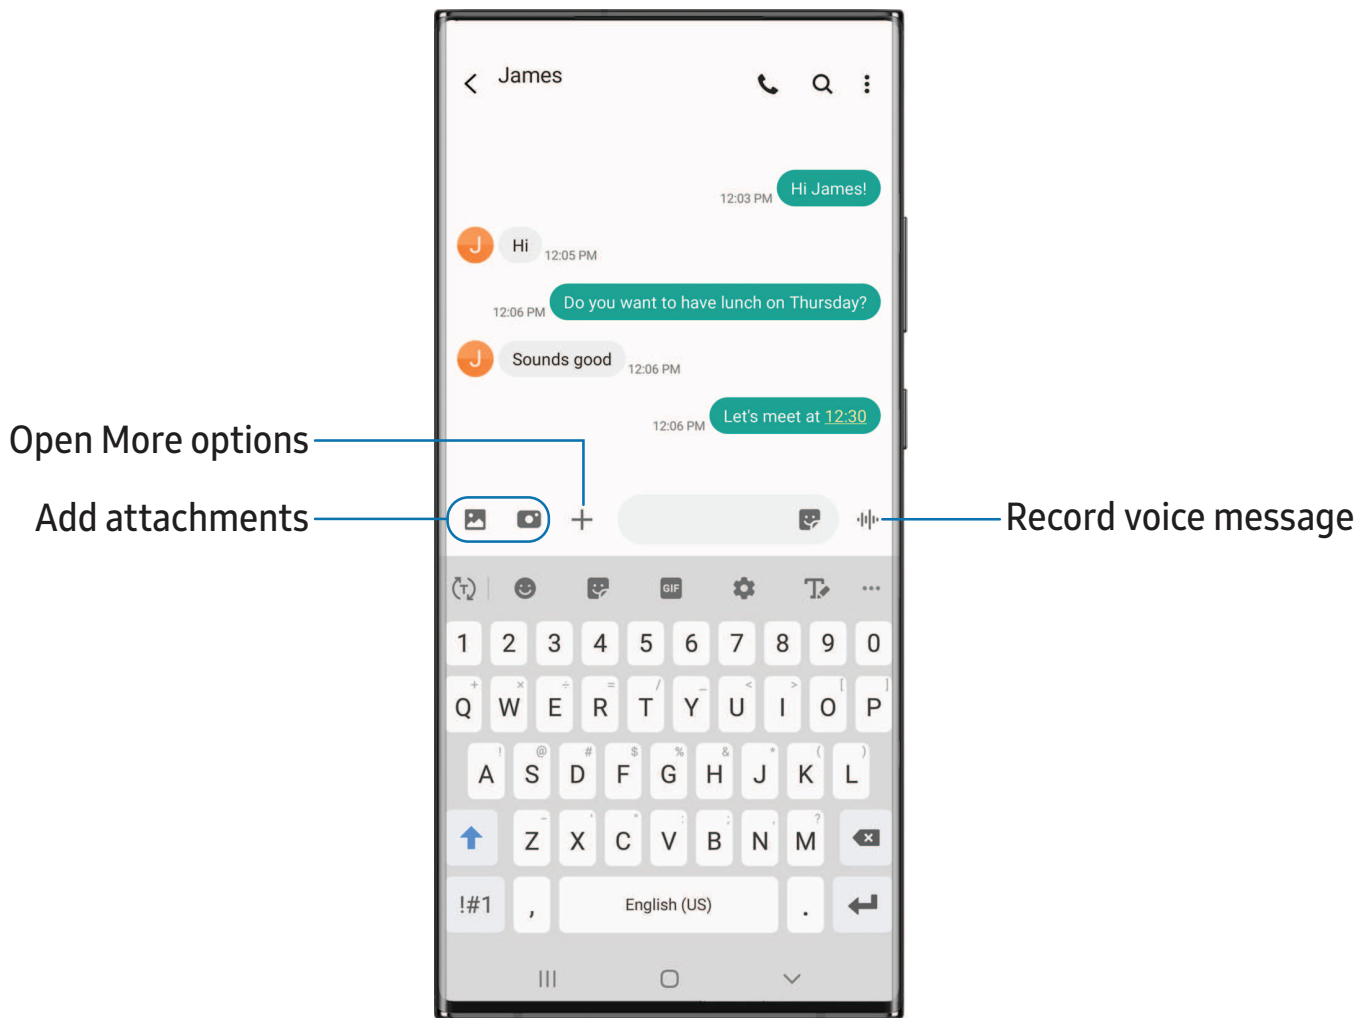 James
12:03 PM Hi James!
J Hi 12:05 PM
12:06 PM Do you want to have lunch on Thursday?
J Sounds good 12:06 PM
12:06 PM Let's meet at 12:30
Open More options
Add attachments
Record voice message
T GIF T
1 2 3 4 5 6 7 8 9 0
+ × ÷ = / _ < > [ ]
Q W E R T Y U I O P
! @ # $ % & * ( )
A S D F G H J K L
- ' " : ; , ?
Z X C V B N M
!#1 , English (US) .